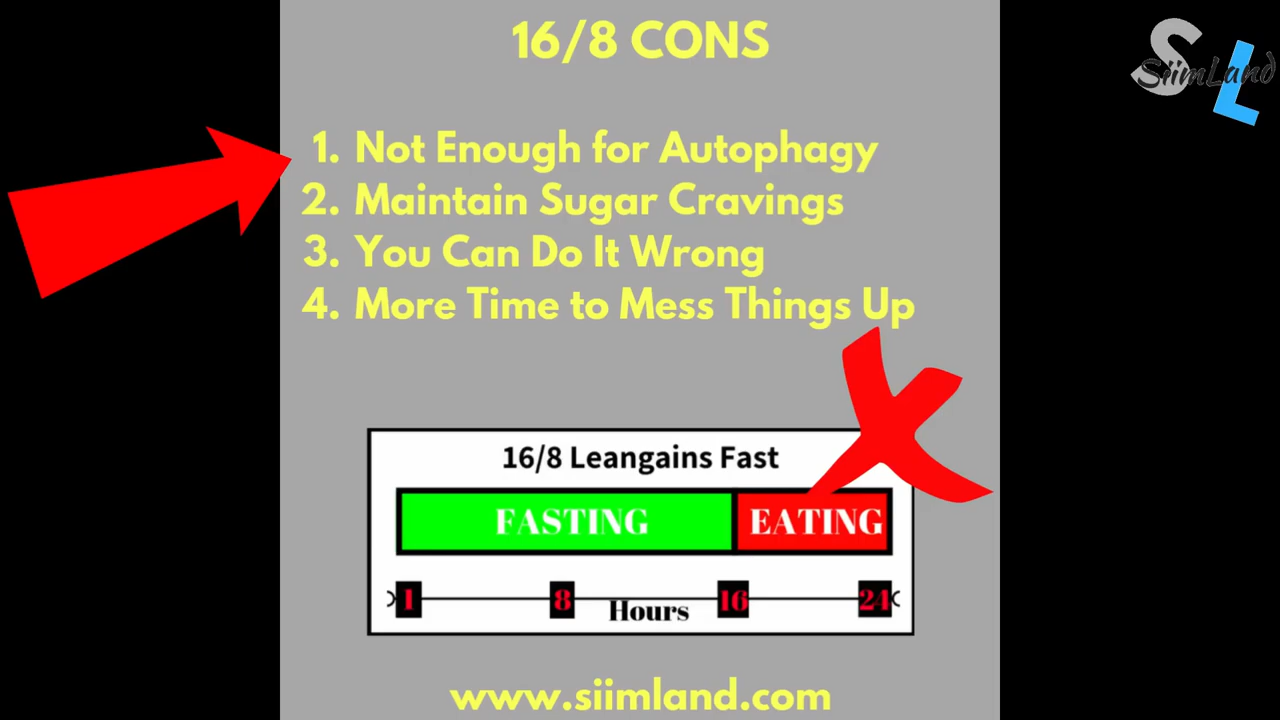 16/8 CONS
SiimLand
1. Not Enough for Autophagy
2. Maintain Sugar Cravings
3. You Can Do It Wrong
4. More Time to Mess Things Up
16/8 Leangains Fast
FASTING EATING
1 8 16 24
Hours
www.siimland.com